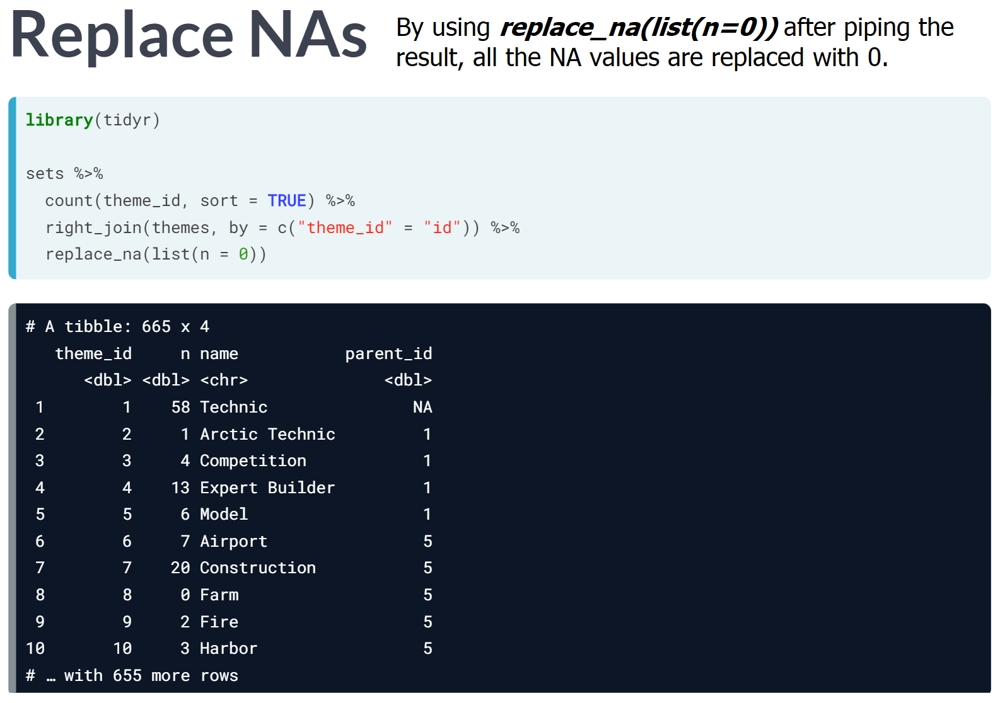 Replace NAs
By using replace_na(list(n=0)) after piping the
result, all the NA values are replaced with 0.
library(tidyr)
sets %>%
  count(theme_id, sort = TRUE) %>%
  right_join(themes, by = c("theme_id" = "id")) %>%
  replace_na(list(n = 0))
# A tibble: 665 x 4
   theme_id     n name           parent_id
      <dbl> <dbl> <chr>              <dbl>
 1        1    58 Technic               NA
 2        2     1 Arctic Technic         1
 3        3     4 Competition            1
 4        4    13 Expert Builder         1
 5        5     6 Model                  1
 6        6     7 Airport                5
 7        7    20 Construction           5
 8        8     0 Farm                   5
 9        9     2 Fire                   5
10       10     3 Harbor                 5
# … with 655 more rows